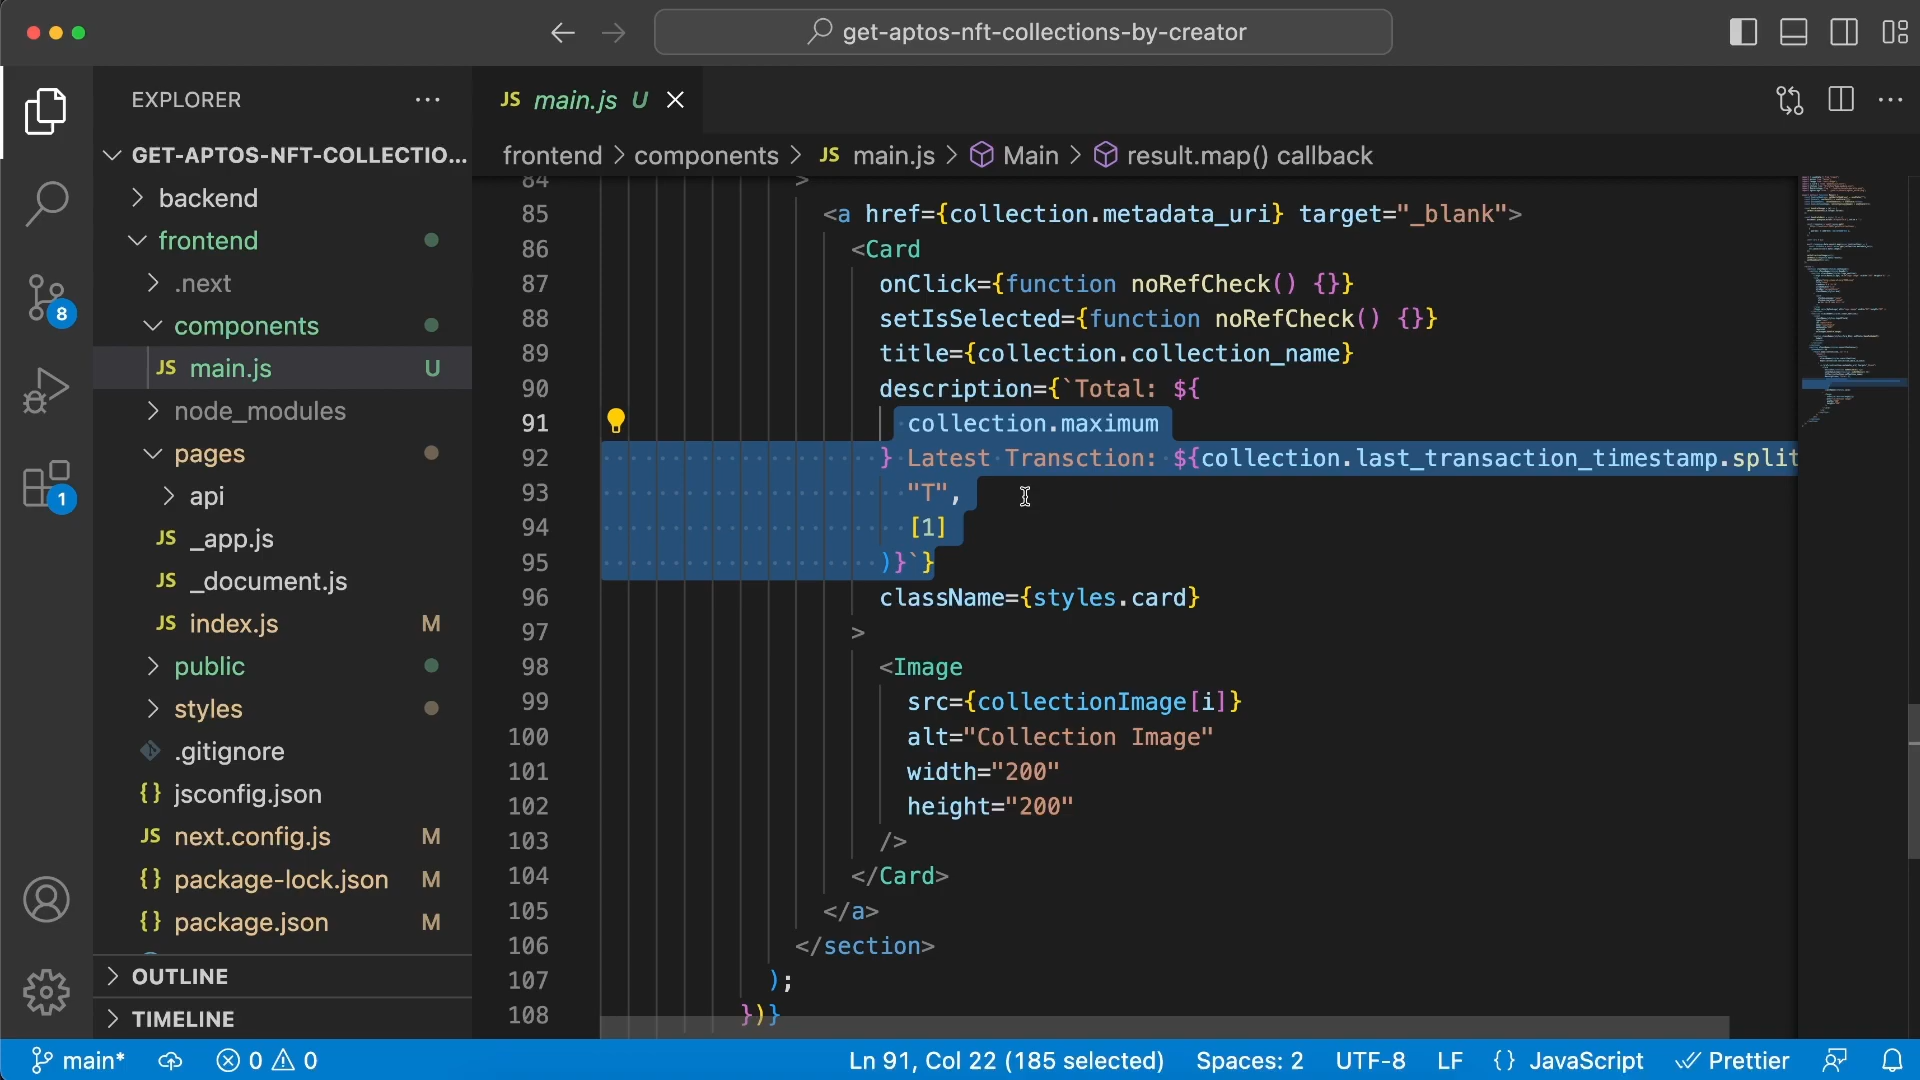 get-aptos-nft-collections-by-creator
EXPLORER
GET-APTOS-NFT-COLLECTIO...
backend
frontend
.next
components
JS main.js U
node_modules
pages
api
JS _app.js
JS _document.js
JS index.js M
public
styles
.gitignore
{} jsconfig.json
JS next.config.js M
{} package-lock.json M
{} package.json M
OUTLINE
TIMELINE
8
1
JS main.js U
frontend > components > JS main.js > Main > result.map() callback
84 >
85 <a href={collection.metadata_uri} target="_blank">
86 <Card
87 onClick={function noRefCheck() {}}
88 setIsSelected={function noRefCheck() {}}
89 title={collection.collection_name}
90 description={`Total: ${
91 collection.maximum
92 } Latest Transction: ${collection.last_transaction_timestamp.split
93 "T",
94 [1]
95 )}`}
96 className={styles.card}
97 >
98 <Image
99 src={collectionImage[i]}
100 alt="Collection Image"
101 width="200"
102 height="200"
103 />
104 </Card>
105 </a>
106 </section>
107 );
108 })}
main* 0 0 Ln 91, Col 22 (185 selected) Spaces: 2 UTF-8 LF {} JavaScript Prettier